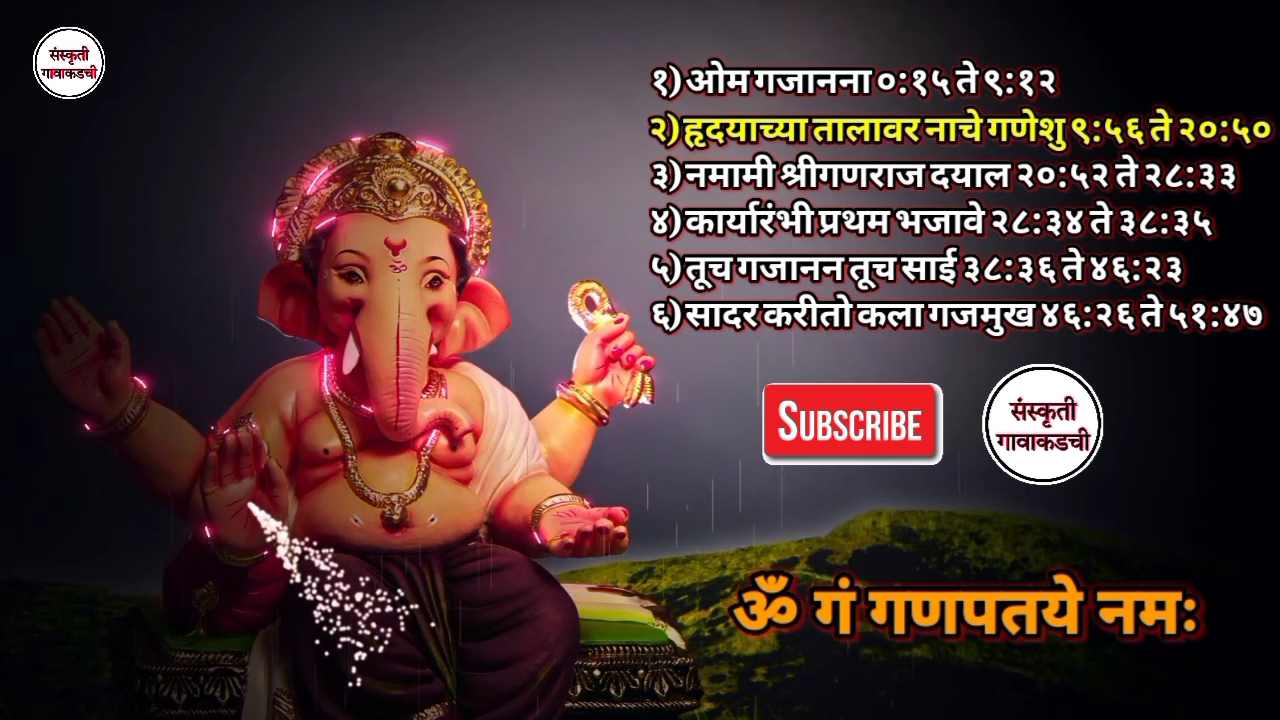 संस्कृती
गावाकडची
१) ओम गजानना ०:१५ ते ९:१२
२) हृदयाच्या तालावर नाचे गणेशु ९:५६ ते २०:५०
३) नमामी श्रीगणराज दयाल २०:५२ ते २८:३३
४) कार्यारंभी प्रथम भजावे २८:३४ ते ३८:३५
५) तूच गजानन तूच साई ३८:३६ ते ४६:२३
६) सादर करीतो कला गजमुख ४६:२६ ते ५१:४७
SUBSCRIBE
संस्कृती
गावाकडची
ॐ गं गणपतये नमः